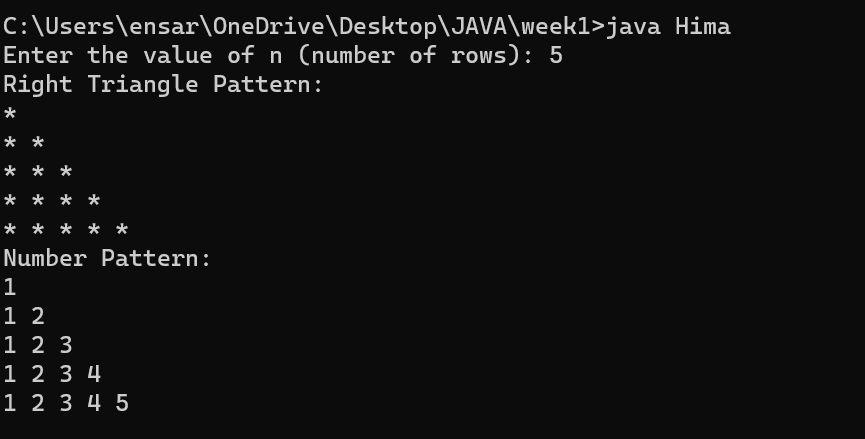 C:\Users\ensar\OneDrive\Desktop\JAVA\week1>java Hima
Enter the value of n (number of rows): 5
Right Triangle Pattern:
*
* *
* * *
* * * *
* * * * *
Number Pattern:
1
1 2
1 2 3
1 2 3 4
1 2 3 4 5